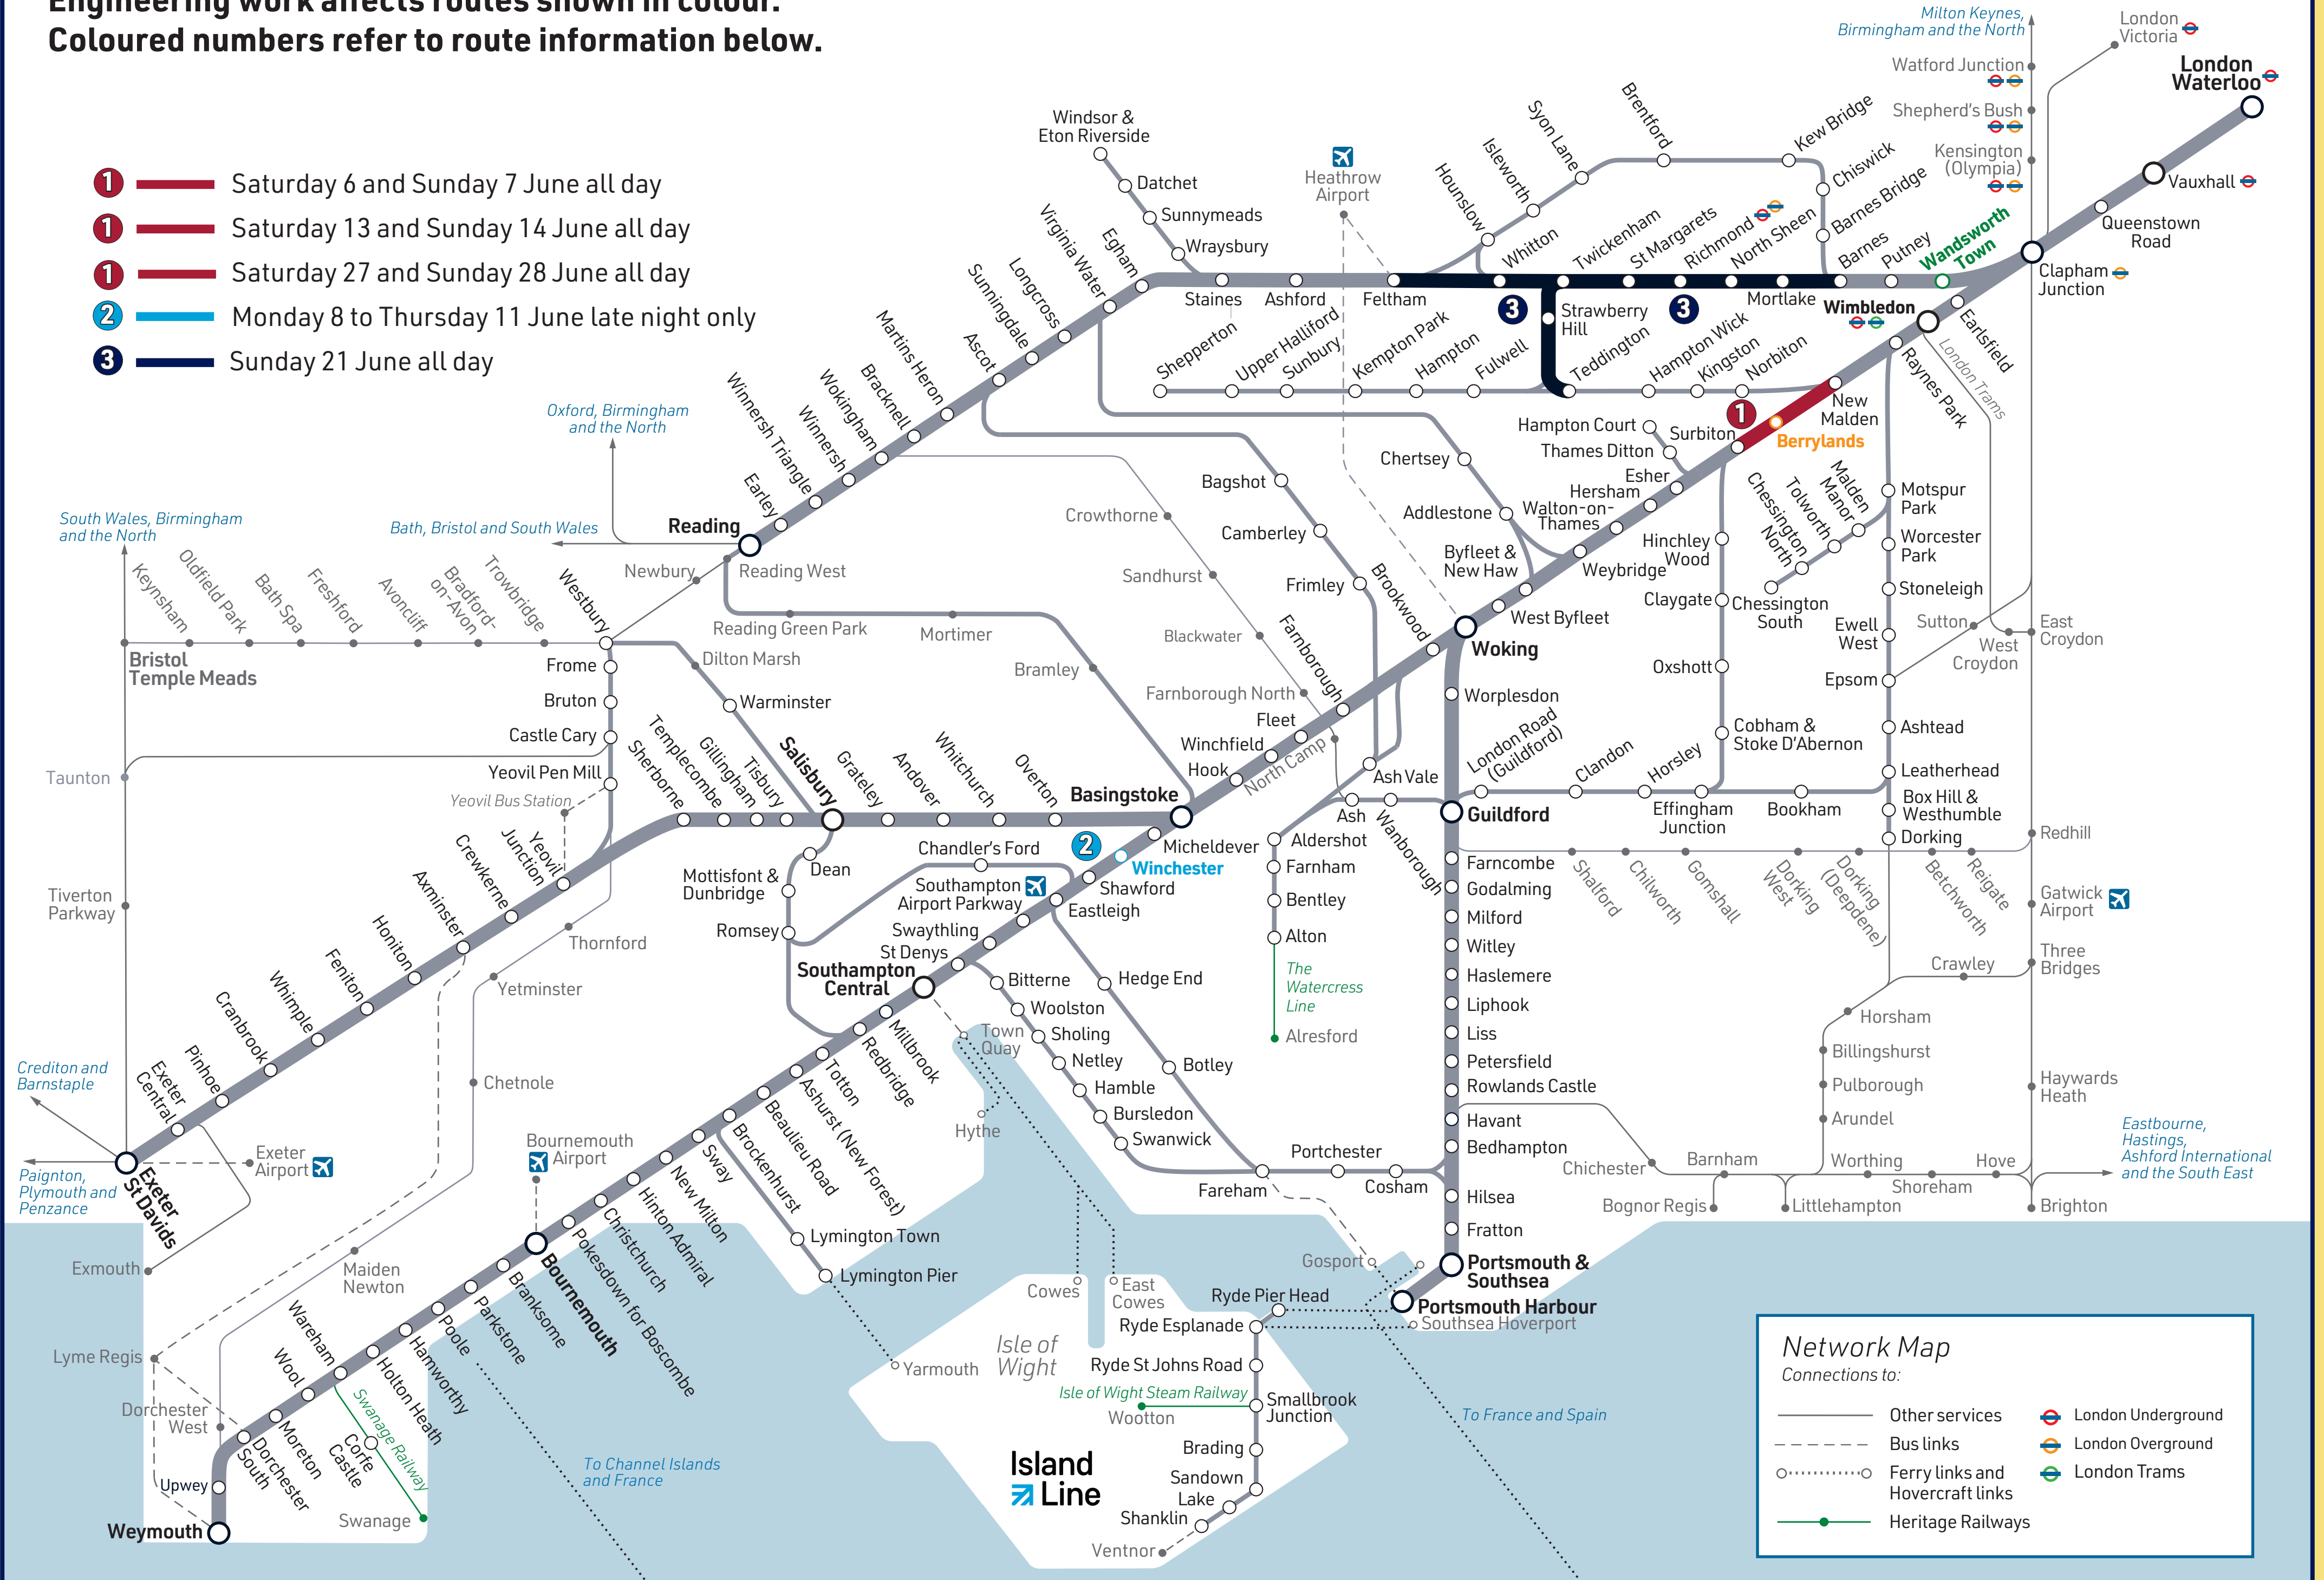 Engineering work affects routes shown in colour.
Coloured numbers refer to route information below.
1 Saturday 6 and Sunday 7 June all day
1 Saturday 13 and Sunday 14 June all day
1 Saturday 27 and Sunday 28 June all day
2 Monday 8 to Thursday 11 June late night only
3 Sunday 21 June all day
Milton Keynes,
Birmingham and the North
London
Victoria
Watford Junction
London
Waterloo
Shepherd's Bush
Kensington
(Olympia)
Vauxhall
Queenstown
Road
Clapham
Junction
Windsor &
Eton Riverside
Datchet
Sunnymeads
Wraysbury
Heathrow
Airport
Hounslow
Isleworth
Syon Lane
Brentford
Kew Bridge
Chiswick
Barnes Bridge
Virginia Water
Egham
Staines
Ashford
Feltham
Whitton
Twickenham
St Margarets
Richmond
North Sheen
Mortlake
Barnes
Putney
Wandsworth
Town
3
3
Strawberry
Hill
Wimbledon
Earlsfield
London Trams
Raynes Park
Shepperton
Upper Halliford
Sunbury
Kempton Park
Hampton
Fulwell
Teddington
Hampton Wick
Kingston
Norbiton
New
Malden
1
Berrylands
Surbiton
Hampton Court
Thames Ditton
Esher
Hersham
Walton-on-
Thames
Weybridge
Byfleet &
New Haw
West Byfleet
Chertsey
Addlestone
Longcross
Sunningdale
Ascot
Martins Heron
Bracknell
Wokingham
Winnersh
Winnersh Triangle
Earley
Reading
Oxford, Birmingham
and the North
Bath, Bristol and South Wales
South Wales, Birmingham
and the North
Keynsham
Oldfield Park
Bath Spa
Freshford
Avoncliff
Bradford-
on-Avon
Trowbridge
Westbury
Newbury
Reading West
Reading Green Park
Mortimer
Bramley
Bristol
Temple Meads
Frome
Bruton
Castle Cary
Yeovil Pen Mill
Yeovil Bus Station
Dilton Marsh
Warminster
Taunton
Tiverton
Parkway
Bagshot
Camberley
Frimley
Crowthorne
Sandhurst
Blackwater
Farnborough North
North Camp
Brookwood
Farnborough
Fleet
Winchfield
Hook
Basingstoke
Woking
Worplesdon
Hinchley
Wood
Claygate
Oxshott
Cobham &
Stoke D'Abernon
Chessington
North
Tolworth
Malden
Manor
Chessington
South
Motspur
Park
Worcester
Park
Stoneleigh
Ewell
West
Epsom
Ashtead
Leatherhead
Box Hill &
Westhumble
Dorking
Sutton
West
Croydon
East
Croydon
Redhill
Gatwick
Airport
Three
Bridges
Crawley
Haywards
Heath
London Road
(Guildford)
Clandon
Horsley
Effingham
Junction
Bookham
Guildford
Ash Vale
Ash
Wanborough
Aldershot
Farnham
Bentley
Alton
The
Watercress
Line
Alresford
Farncombe
Godalming
Milford
Witley
Haslemere
Liphook
Liss
Petersfield
Rowlands Castle
Havant
Bedhampton
Hilsea
Fratton
Portsmouth &
Southsea
Portsmouth Harbour
Southsea Hoverport
Shalford
Chilworth
Gomshall
Dorking
West
Dorking
(Deepdene)
Betchworth
Reigate
Horsham
Billingshurst
Pulborough
Arundel
Chichester
Barnham
Bognor Regis
Littlehampton
Worthing
Shoreham
Hove
Brighton
Eastbourne,
Hastings,
Ashford International
and the South East
Sherborne
Templecombe
Gillingham
Tisbury
Salisbury
Grateley
Andover
Whitchurch
Overton
Yeovil
Junction
Crewkerne
Axminster
Honiton
Feniton
Whimple
Cranbrook
Pinhoe
Exeter
Central
Exeter
St Davids
Crediton and
Barnstaple
Paignton,
Plymouth and
Penzance
Exeter
Airport
Exmouth
Thornford
Yetminster
Chetnole
Maiden
Newton
Lyme Regis
Dorchester
West
2
Micheldever
Winchester
Shawford
Eastleigh
Chandler's Ford
Southampton
Airport Parkway
Swaythling
St Denys
Southampton
Central
Dean
Mottisfont &
Dunbridge
Romsey
Bitterne
Woolston
Sholing
Netley
Hamble
Bursledon
Swanwick
Hedge End
Botley
Fareham
Portchester
Cosham
Gosport
Town
Quay
Hythe
Millbrook
Redbridge
Totton
Ashurst (New Forest)
Beaulieu Road
Brockenhurst
Sway
New Milton
Hinton Admiral
Christchurch
Pokesdown for Boscombe
Bournemouth
Bournemouth
Airport
Branksome
Parkstone
Poole
Hamworthy
Holton Heath
Wareham
Wool
Moreton
Dorchester
South
Upwey
Weymouth
Swanage Railway
Corfe
Castle
Swanage
Lymington Town
Lymington Pier
Yarmouth
Cowes
East
Cowes
Isle of
Wight
Ryde Pier Head
Ryde Esplanade
Ryde St Johns Road
Isle of Wight Steam Railway
Wootton
Smallbrook
Junction
Brading
Sandown
Lake
Shanklin
Ventnor
Island
Line
To Channel Islands
and France
To France and Spain
Network Map
Connections to:
Other services
Bus links
Ferry links and
Hovercraft links
Heritage Railways
London Underground
London Overground
London Trams